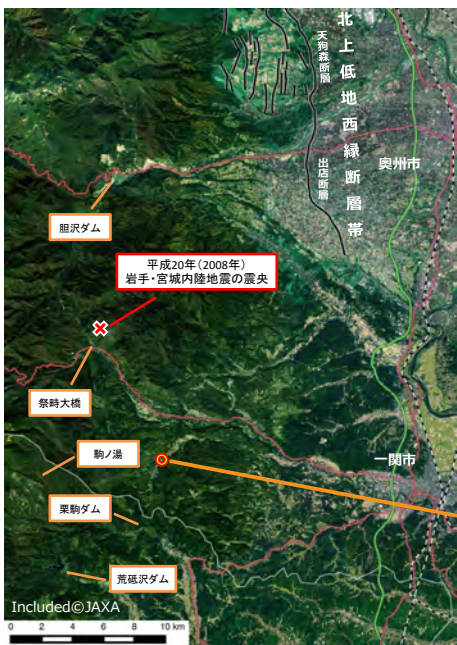 北上低地西縁断層帯
天狗森断層
出店断層
奥州市
胆沢ダム
平成20年(2008年)
岩手・宮城内陸地震の震央
祭畤大橋
一関市
駒ノ湯
栗駒ダム
荒砥沢ダム
Included©JAXA
0 2 4 6 8 10 km